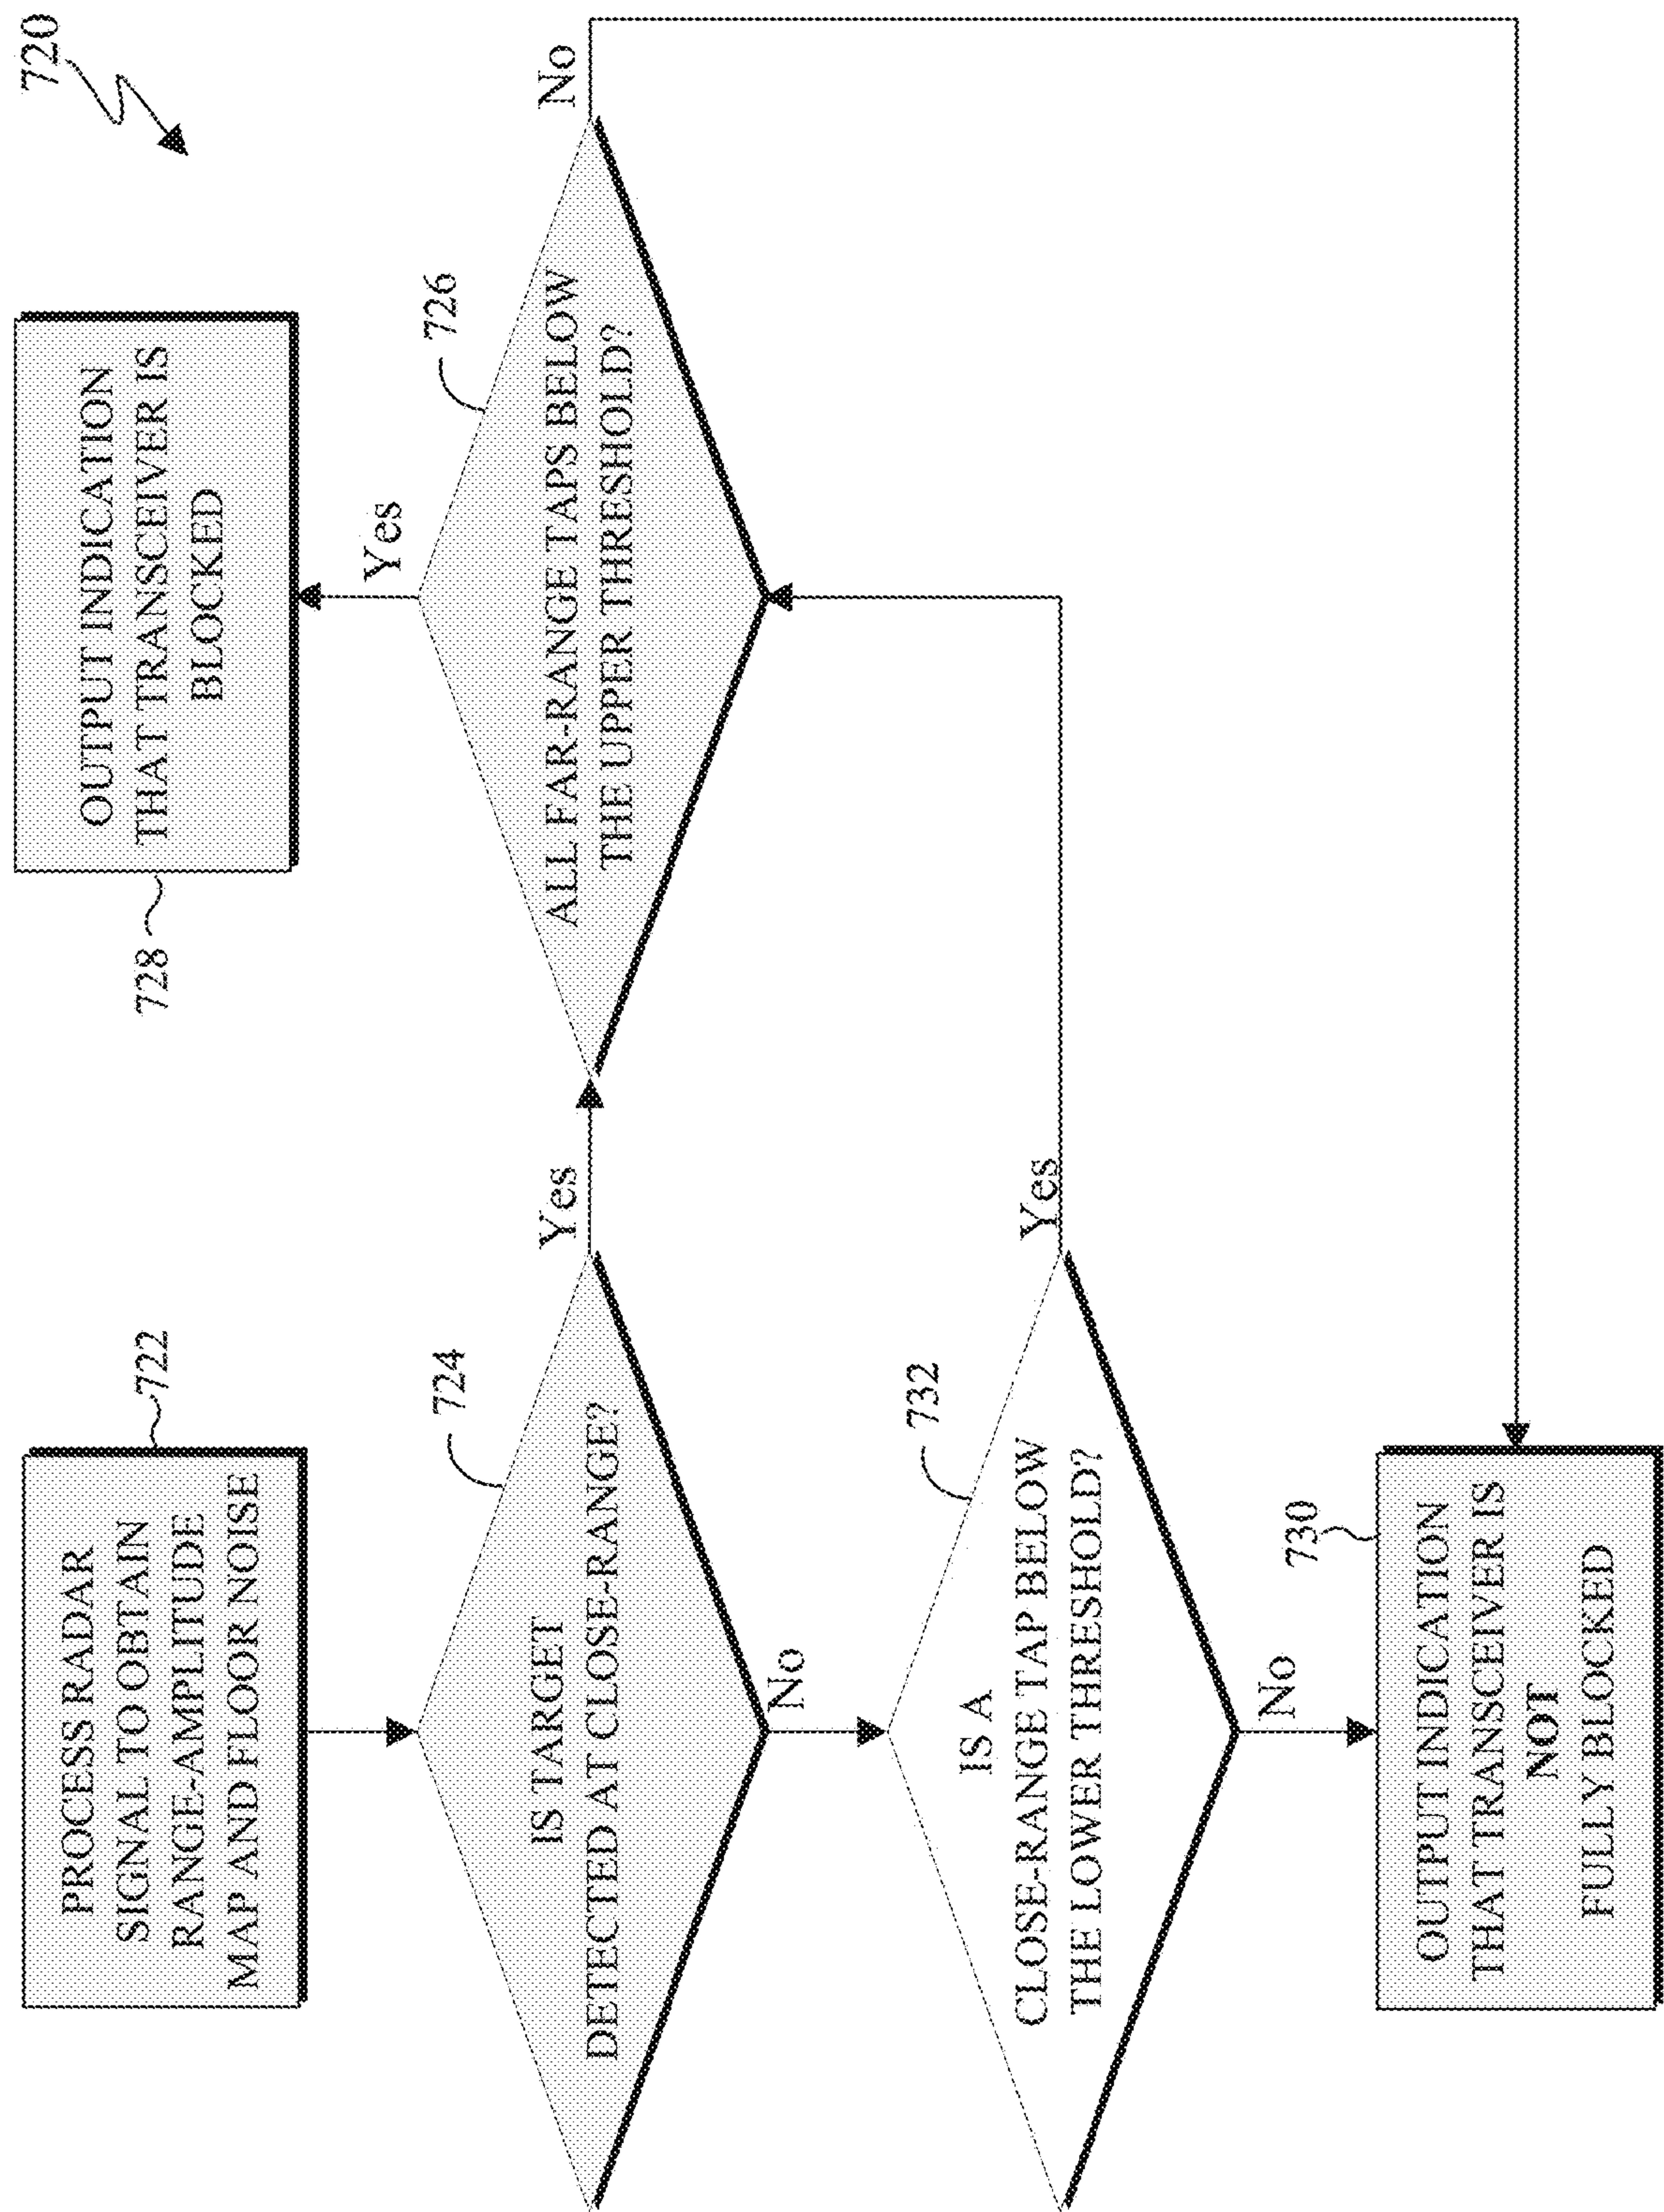 720
PROCESS RADAR
SIGNAL TO OBTAIN
RANGE-AMPLITUDE
MAP AND FLOOR NOISE
722
IS TARGET
DETECTED AT CLOSE-RANGE?
724
Yes
No
ALL FAR-RANGE TAPS BELOW
THE UPPER THRESHOLD?
726
Yes
No
OUTPUT INDICATION
THAT TRANSCEIVER IS
BLOCKED
728
IS A
CLOSE-RANGE TAP BELOW
THE LOWER THRESHOLD?
732
Yes
No
OUTPUT INDICATION
THAT TRANSCEIVER IS
NOT
FULLY BLOCKED
730